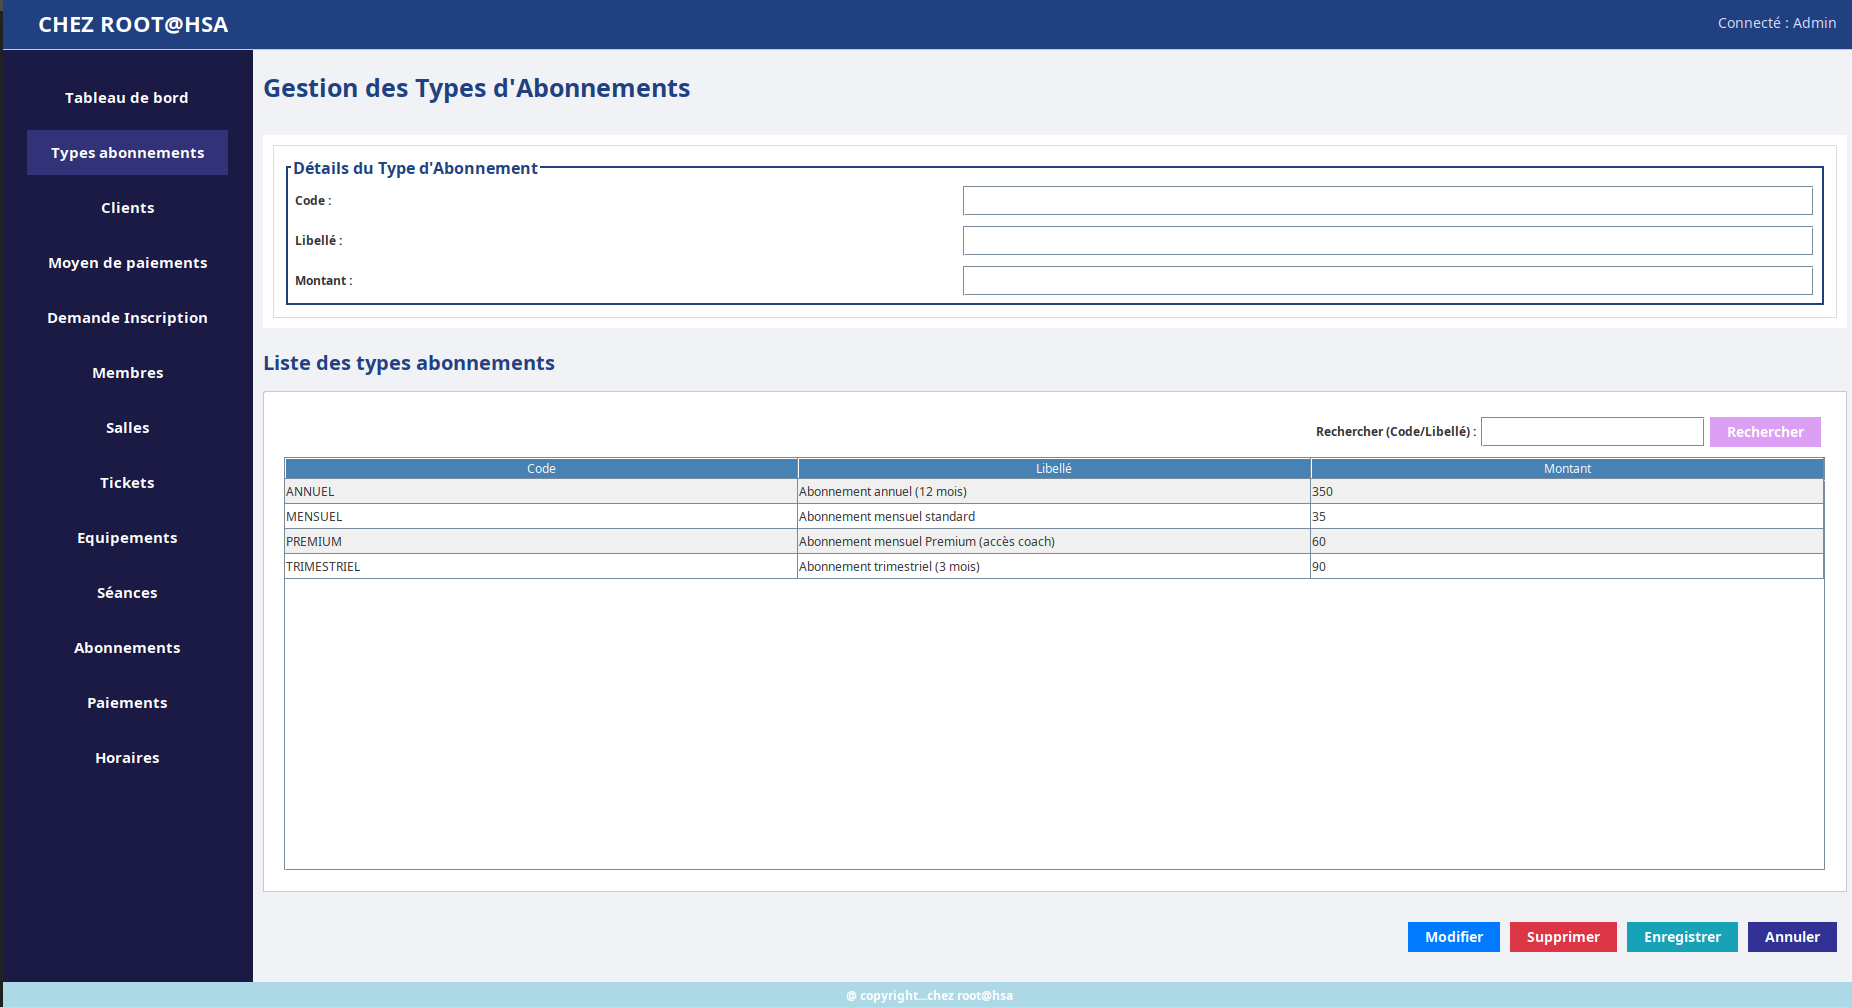 CHEZ ROOT@HSA
Connecté : Admin
Tableau de bord
Types abonnements
Clients
Moyen de paiements
Demande Inscription
Membres
Salles
Tickets
Equipements
Séances
Abonnements
Paiements
Horaires
Gestion des Types d'Abonnements
Détails du Type d'Abonnement
Code :
Libellé :
Montant :
Liste des types abonnements
Rechercher (Code/Libellé) : Rechercher
Code Libellé Montant
ANNUEL Abonnement annuel (12 mois) 350
MENSUEL Abonnement mensuel standard 35
PREMIUM Abonnement mensuel Premium (accès coach) 60
TRIMESTRIEL Abonnement trimestriel (3 mois) 90
Modifier Supprimer Enregistrer Annuler
@ copyright...chez root@hsa